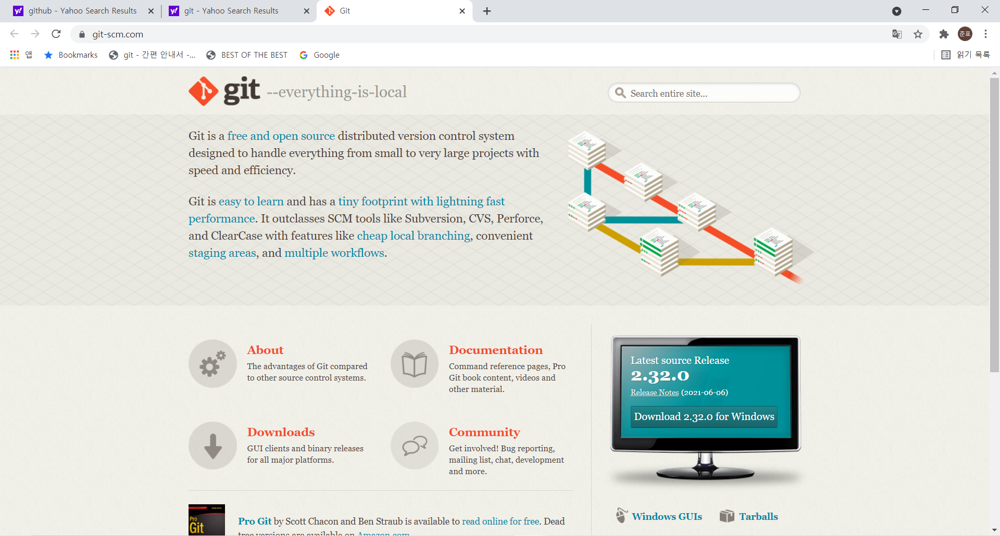 github - Yahoo Search Results
git - Yahoo Search Results
Git
git-scm.com
준표
앱
Bookmarks
git - 간편 안내서 -...
BEST OF THE BEST
Google
읽기 목록
git --everything-is-local
Search entire site...
Git is a free and open source distributed version control system
designed to handle everything from small to very large projects with
speed and efficiency.
Git is easy to learn and has a tiny footprint with lightning fast
performance. It outclasses SCM tools like Subversion, CVS, Perforce,
and ClearCase with features like cheap local branching, convenient
staging areas, and multiple workflows.
About
The advantages of Git compared
to other source control systems.
Documentation
Command reference pages, Pro
Git book content, videos and
other material.
Downloads
GUI clients and binary releases
for all major platforms.
Community
Get involved! Bug reporting,
mailing list, chat, development
and more.
Latest source Release
2.32.0
Release Notes (2021-06-06)
Download 2.32.0 for Windows
Windows GUIs
Tarballs
Pro
Git
Pro Git by Scott Chacon and Ben Straub is available to read online for free. Dead
tree versions are available on Amazon.com.